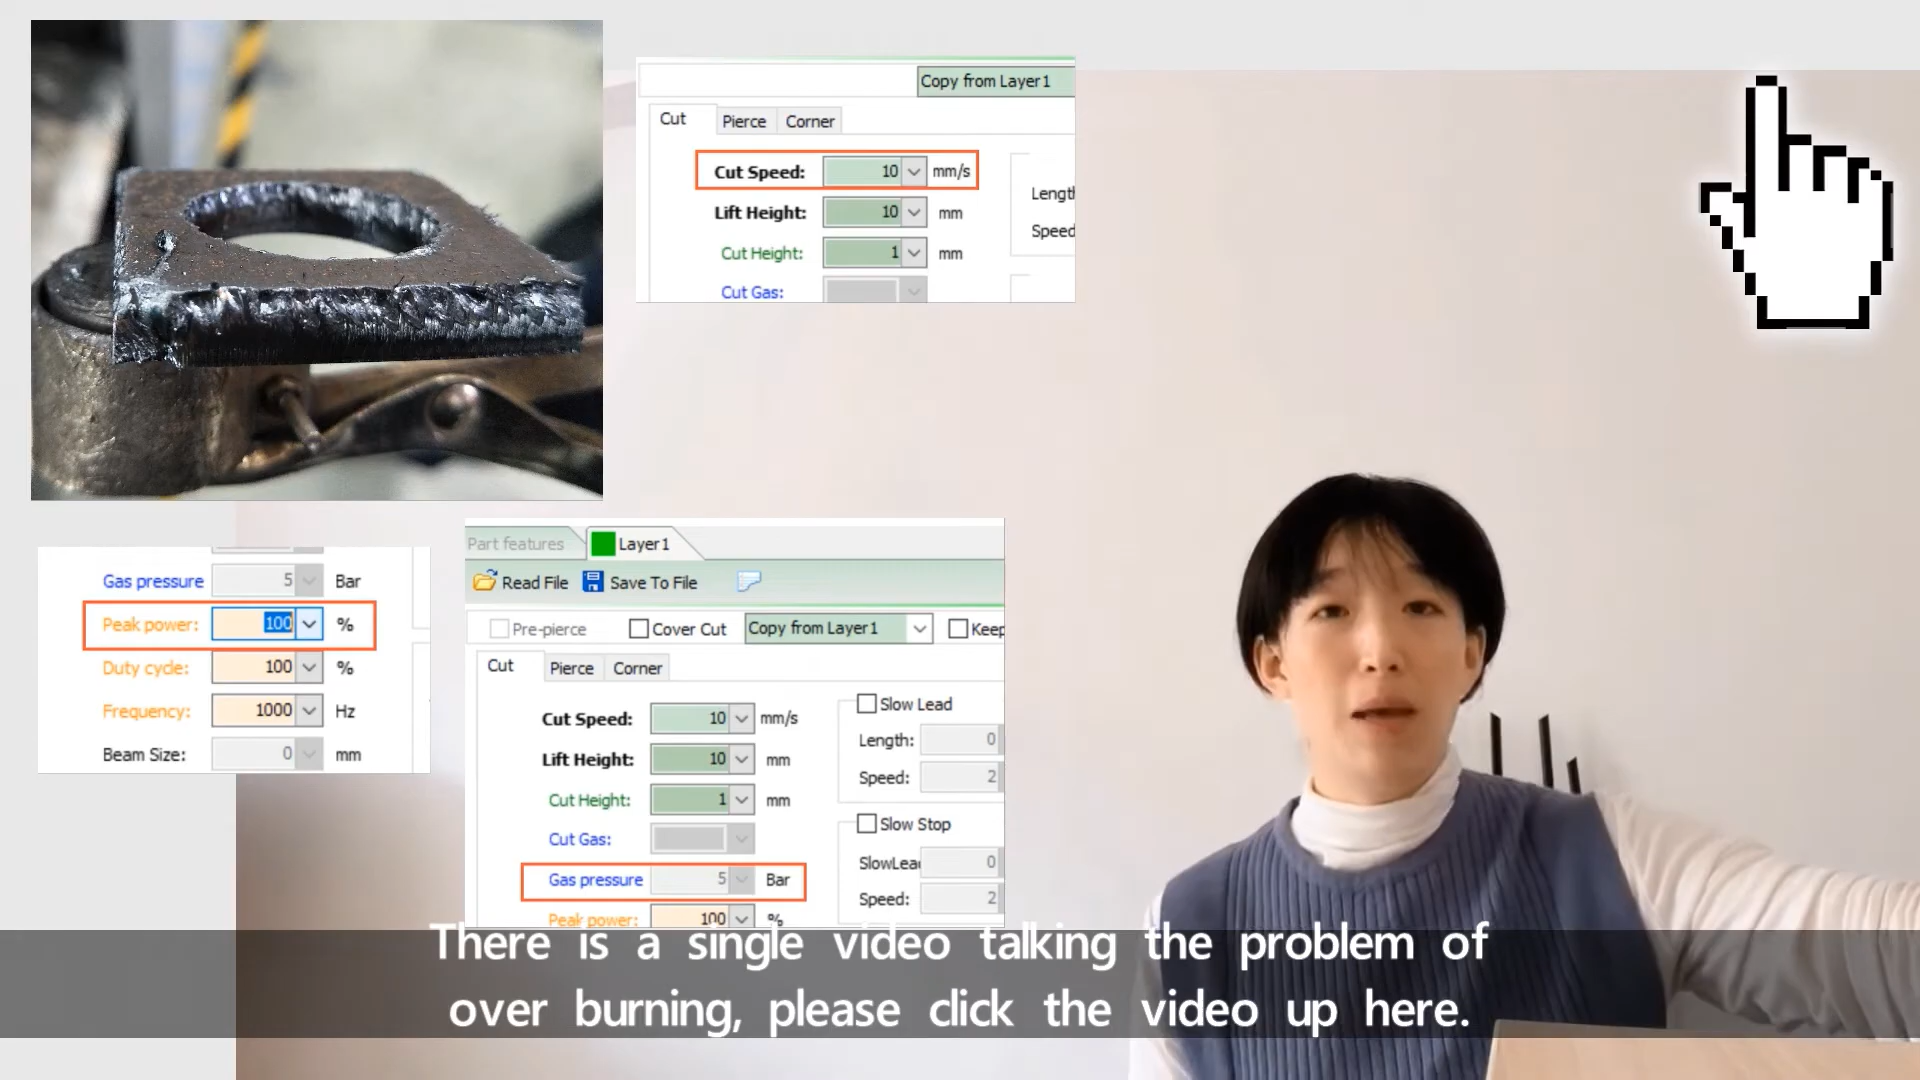 Copy from Layer1
Cut Pierce Corner
Cut Speed: 10 mm/s
Lift Height: 10 mm
Length
Cut Height: 1 mm
Speed
Cut Gas:
Gas pressure 5 Bar
Peak power: 100 %
Duty cycle: 100 %
Frequency: 1000 Hz
Beam Size: 0 mm
Part features Layer1
Read File Save To File
Pre-pierce Cover Cut Copy from Layer1 Keep
Cut Pierce Corner
Cut Speed: 10 mm/s
Lift Height: 10 mm
Cut Height: 1 mm
Cut Gas:
Gas pressure 5 Bar
Peak power: 100 %
Slow Lead
Length: 0
Speed: 2
Slow Stop
SlowLea 0
Speed: 2
There is a single video talking the problem of
over burning, please click the video up here.